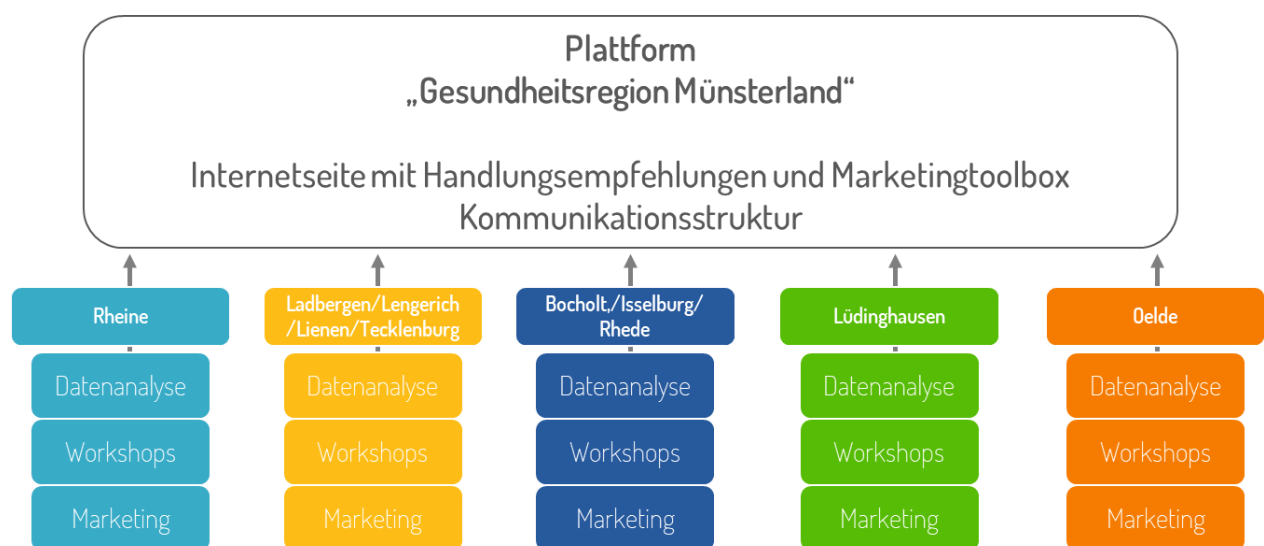 Plattform
„Gesundheitsregion Münsterland“
Internetseite mit Handlungsempfehlungen und Marketingtoolbox
Kommunikationsstruktur
Rheine
Ladbergen/Lengerich
/Lienen/Tecklenburg
Bocholt,/Isselburg/
Rhede
Lüdinghausen
Oelde
Datenanalyse
Datenanalyse
Datenanalyse
Datenanalyse
Datenanalyse
Workshops
Workshops
Workshops
Workshops
Workshops
Marketing
Marketing
Marketing
Marketing
Marketing